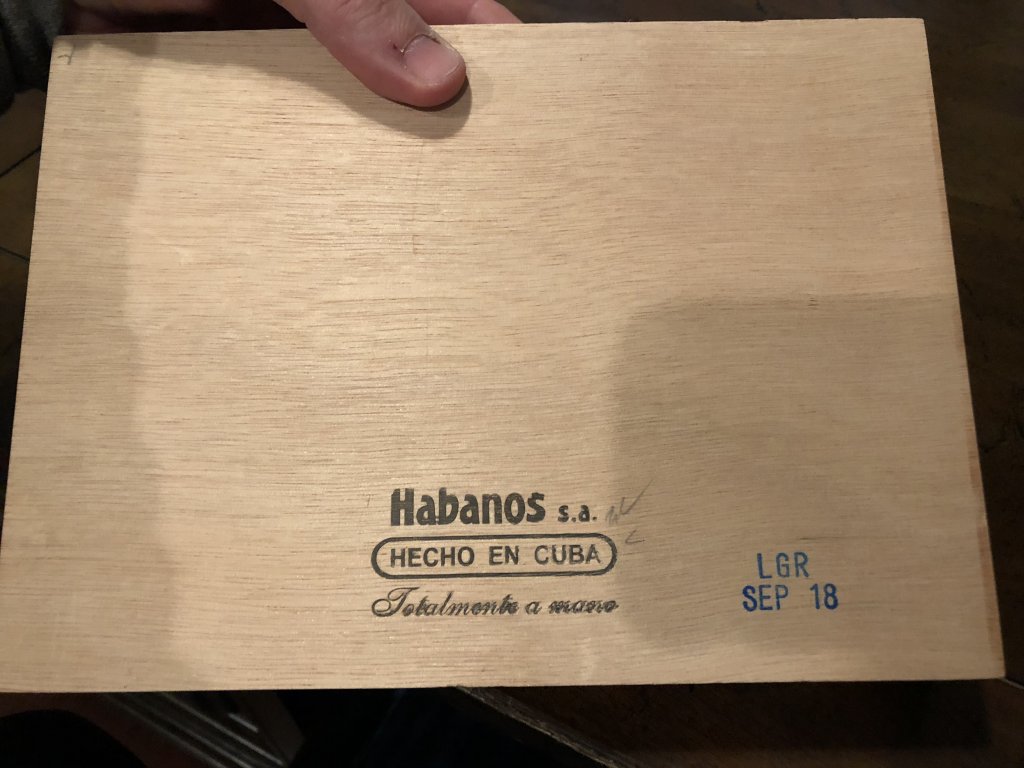 Habanos s.a.
HECHO EN CUBA
Totalmente a mano
LGR
SEP 18